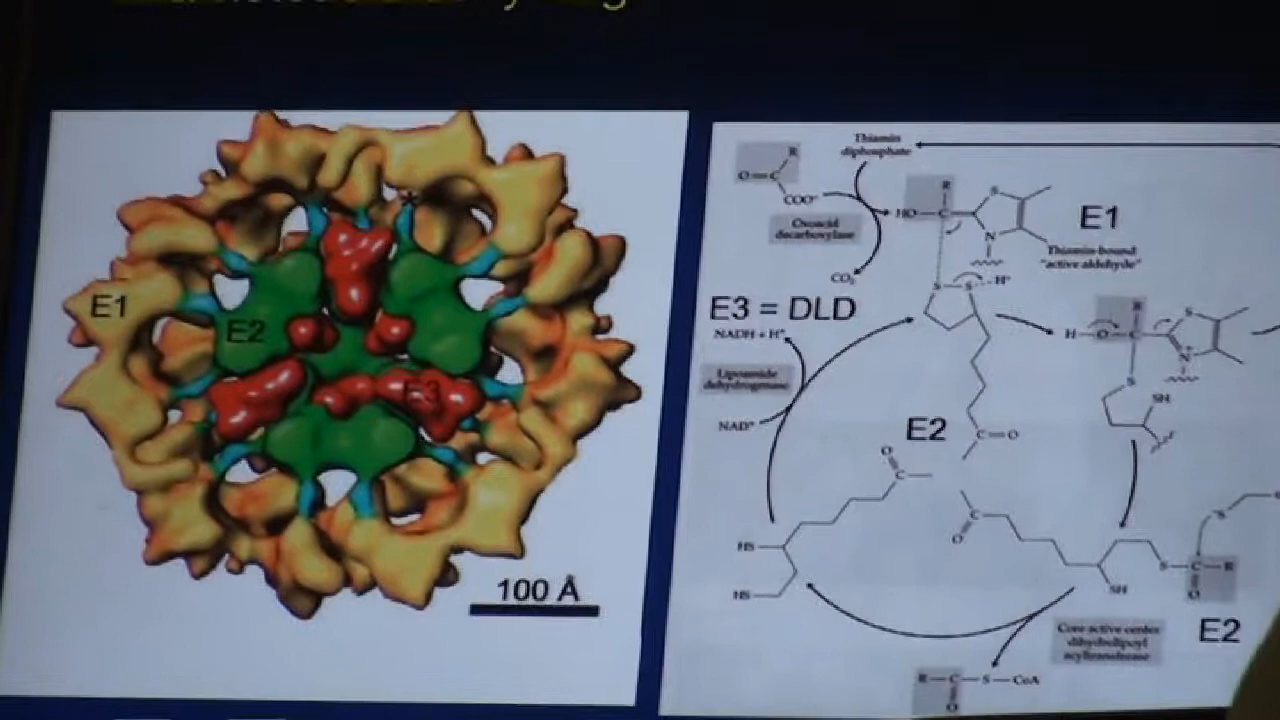 E1
E2
E3
100 Å
Thiamin
diphosphate
R
O=C
COO⁻
Oxoacid
decarboxylase
CO₂
R
HO—C
S
N
E1
Thiamin-bound
"active aldehyde"
S—S
H⁺
E3 = DLD
NADH + H⁺
Lipoamide
dehydrogenase
NAD⁺
R
H—O—C
S
N⁺
S
SH
E2
C=O
O
C
C
O
HS
HS
S—C—R
O
S
SH
E2
Core active center
dihydrolipoyl
acyltransferase
R—C—S—CoA
O